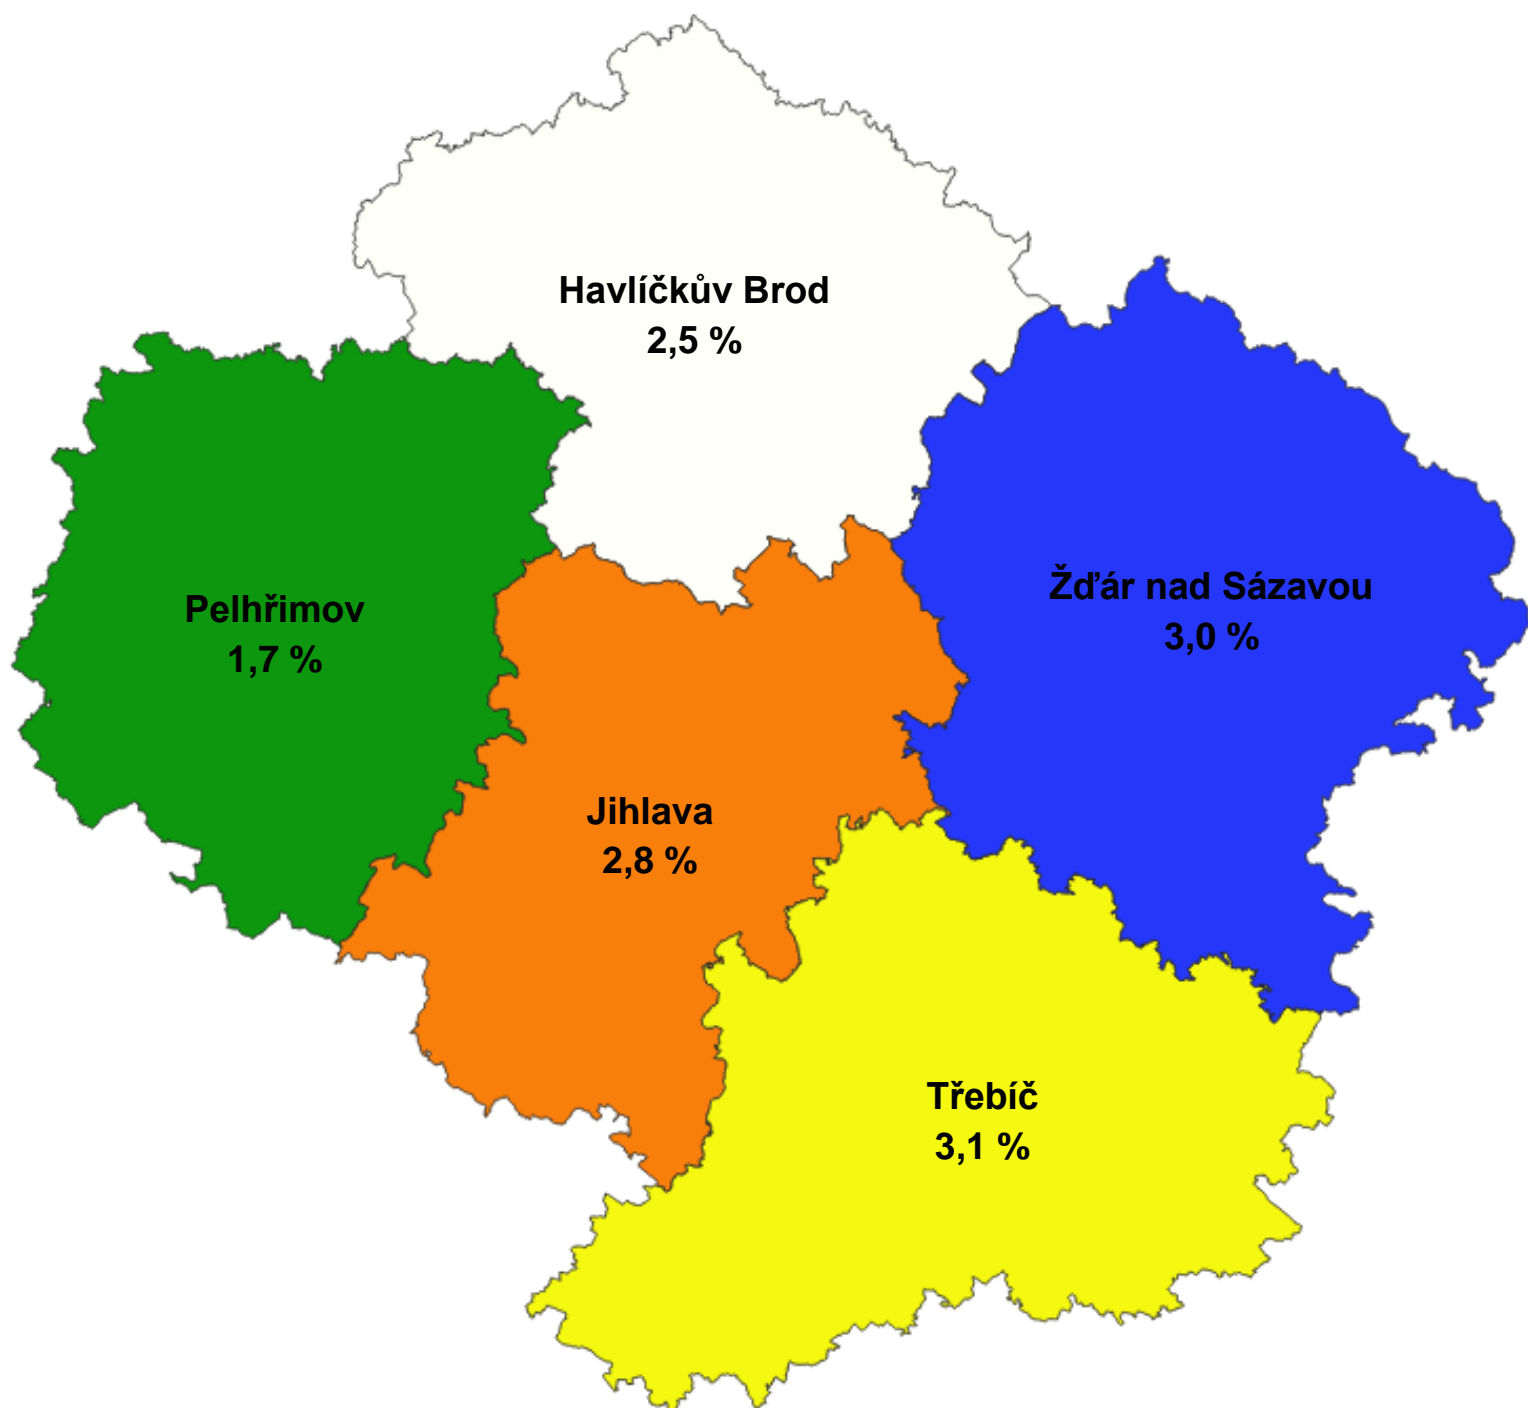 Havlíčkův Brod
2,5 %
Žďár nad Sázavou
3,0 %
Pelhřimov
1,7 %
Jihlava
2,8 %
Třebíč
3,1 %